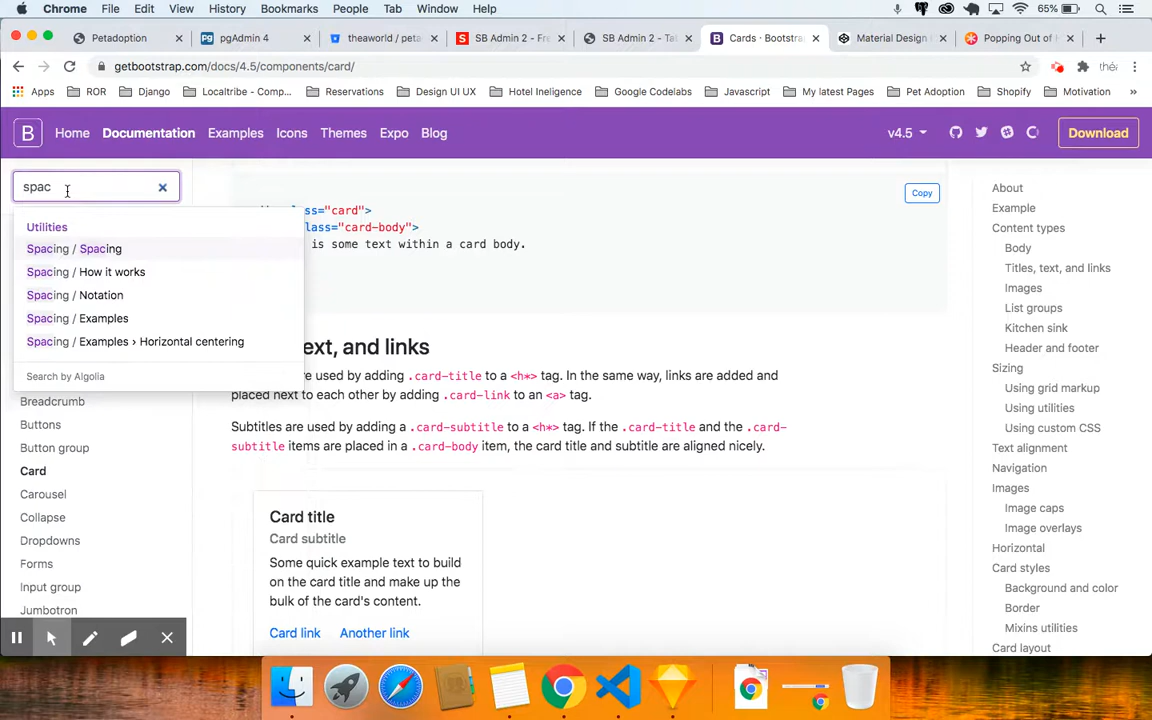 Chrome File Edit View History Bookmarks People Tab Window Help 65%
Petadoption pgAdmin 4 theaworld / peta SB Admin 2 - Fre SB Admin 2 - Tab Cards · Bootstra Material Design Popping Out of
getbootstrap.com/docs/4.5/components/card/ théa
Apps ROR Django Localtribe - Comp... Reservations Design UI UX Hotel Ineligence Google Codelabs Javascript My latest Pages Pet Adoption Shopify Motivation »
B Home Documentation Examples Icons Themes Expo Blog v4.5 Download
spac
Utilities
Spacing / Spacing
Spacing / How it works
Spacing / Notation
Spacing / Examples
Spacing / Examples › Horizontal centering
Search by Algolia
Breadcrumb
Buttons
Button group
Card
Carousel
Collapse
Dropdowns
Forms
Input group
Jumbotron
Copy
class="card">
lass="card-body">
is some text within a card body.
ext, and links
e used by adding .card-title to a <h*> tag. In the same way, links are added and
placed next to each other by adding .card-link to an <a> tag.
Subtitles are used by adding a .card-subtitle to a <h*> tag. If the .card-title and the .card-
subtitle items are placed in a .card-body item, the card title and subtitle are aligned nicely.
Card title
Card subtitle
Some quick example text to build
on the card title and make up the
bulk of the card's content.
Card link Another link
About
Example
Content types
Body
Titles, text, and links
Images
List groups
Kitchen sink
Header and footer
Sizing
Using grid markup
Using utilities
Using custom CSS
Text alignment
Navigation
Images
Image caps
Image overlays
Horizontal
Card styles
Background and color
Border
Mixins utilities
Card layout